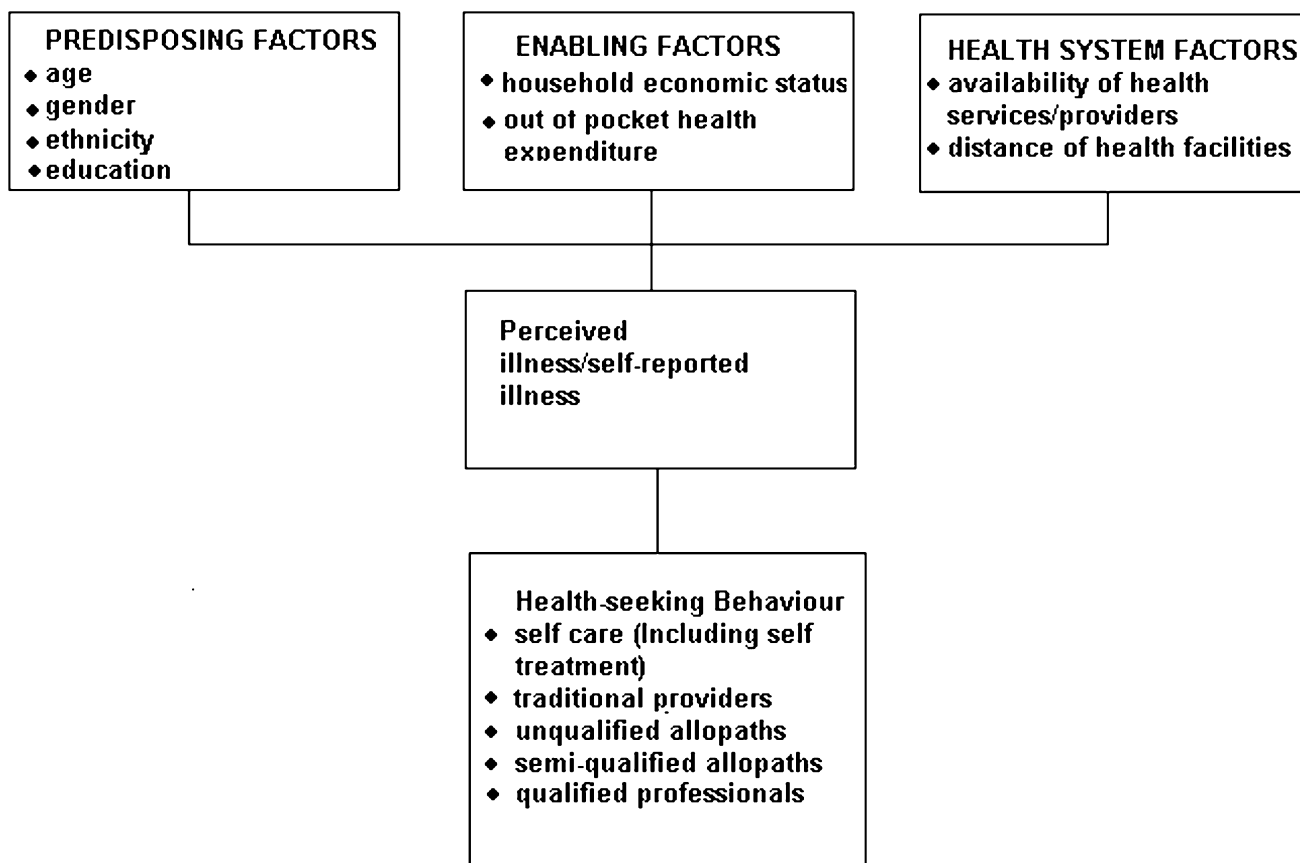 PREDISPOSING FACTORS
◆ age
◆ gender
◆ ethnicity
◆ education
ENABLING FACTORS
◆ household economic status
◆ out of pocket health
expenditure
HEALTH SYSTEM FACTORS
◆ availability of health
services/providers
◆ distance of health facilities
Perceived
illness/self-reported
illness
Health-seeking Behaviour
◆ self care (Including self
treatment)
◆ traditional providers
◆ unqualified allopaths
◆ semi-qualified allopaths
◆ qualified professionals